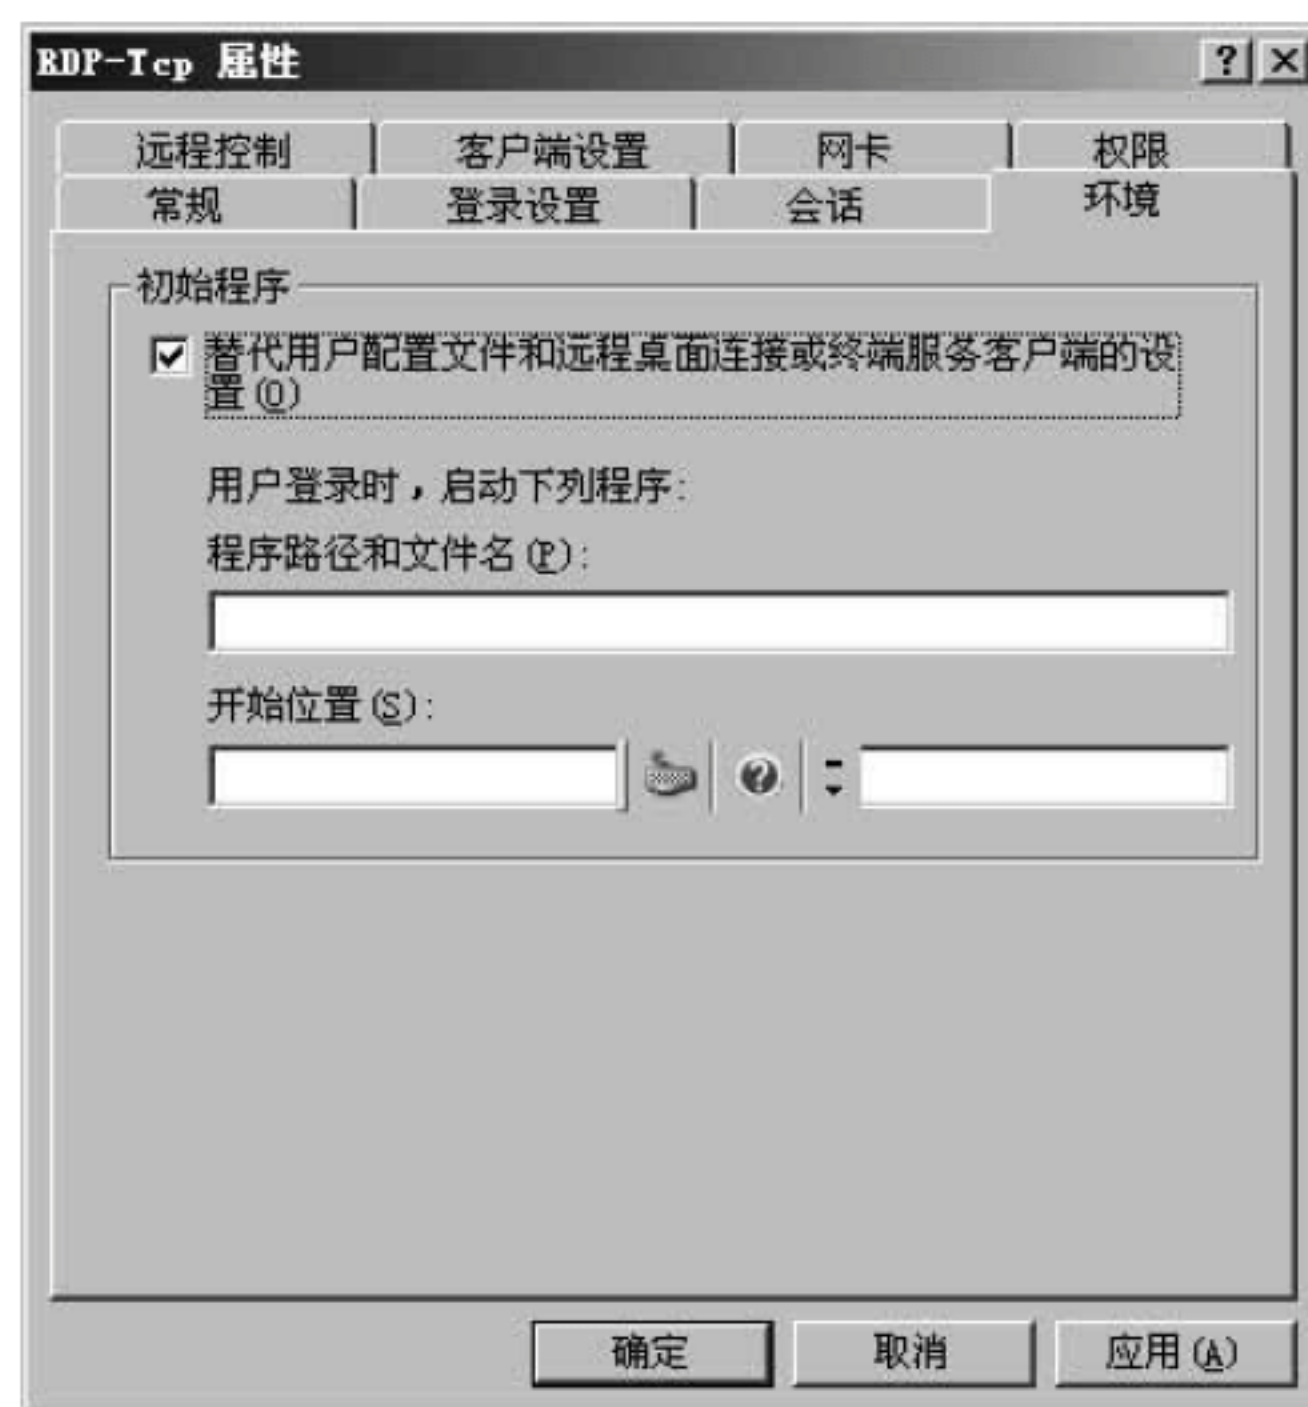 RDP-Tcp 属性
远程控制 客户端设置 网卡 权限
常规 登录设置 会话 环境
初始程序
替代用户配置文件和远程桌面连接或终端服务客户端的设
置(O)
用户登录时，启动下列程序:
程序路径和文件名(P):
开始位置(S):
确定 取消 应用(A)